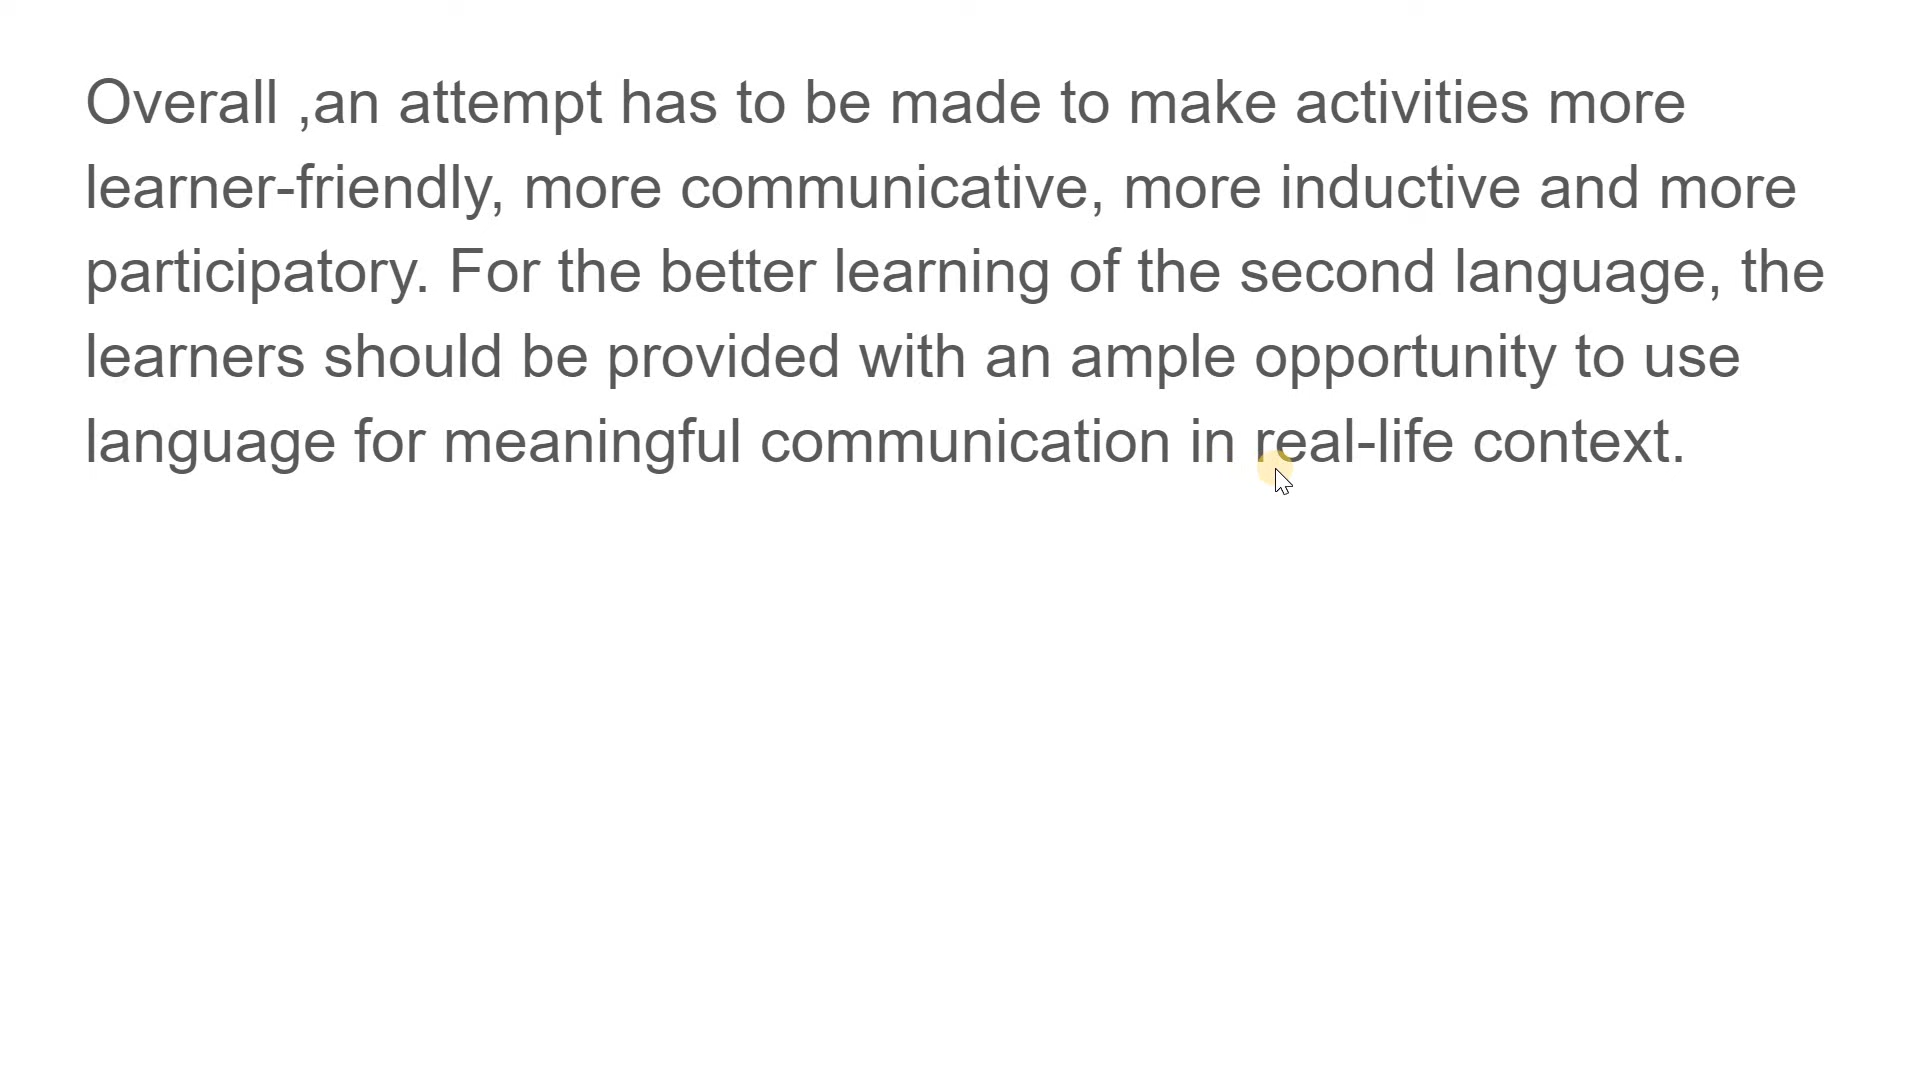 Overall ,an attempt has to be made to make activities more
learner-friendly, more communicative, more inductive and more
participatory. For the better learning of the second language, the
learners should be provided with an ample opportunity to use
language for meaningful communication in real-life context.